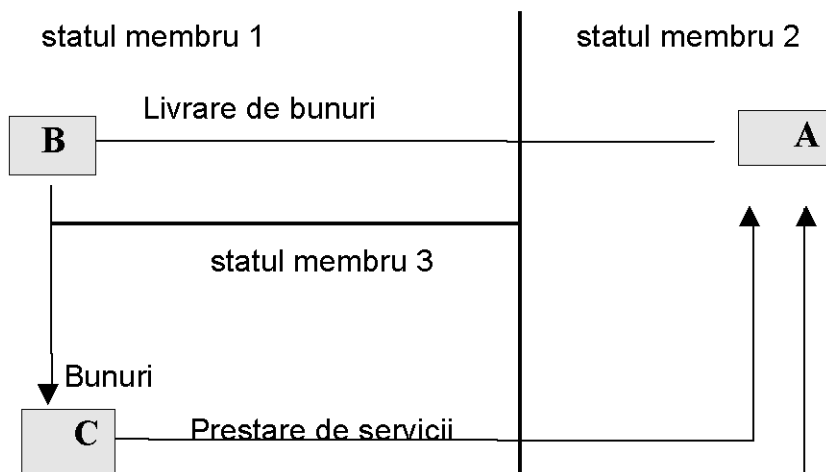 statul membru 1
statul membru 2
Livrare de bunuri
B
A
statul membru 3
Bunuri
C
Prestare de servicii